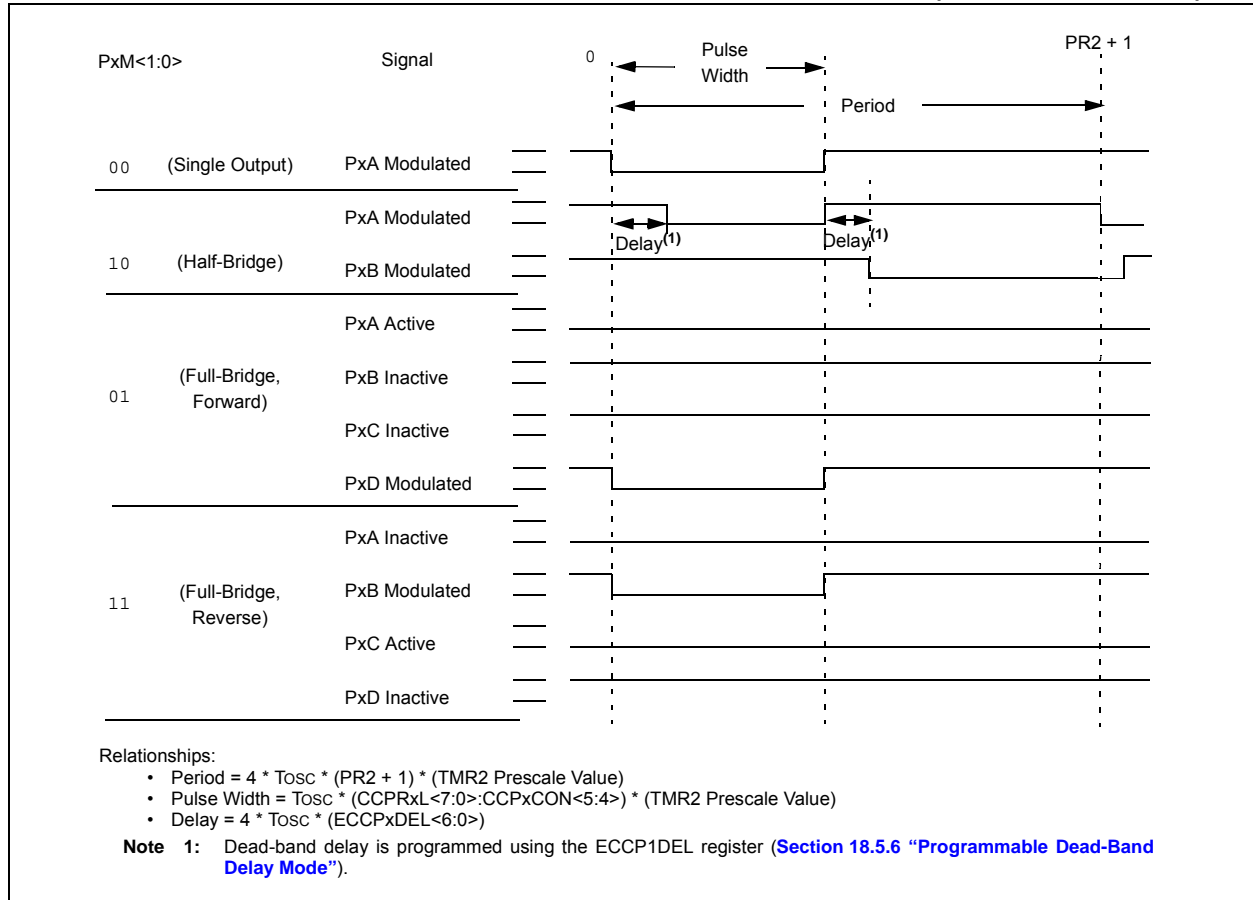 PxM<1:0>
Signal
0
Pulse
Width
PR2 + 1
Period
00 (Single Output) PxA Modulated
PxA Modulated
Delay(1)
Delay(1)
10 (Half-Bridge) PxB Modulated
PxA Active
01 (Full-Bridge,
Forward)
PxB Inactive
PxC Inactive
PxD Modulated
PxA Inactive
11 (Full-Bridge,
Reverse)
PxB Modulated
PxC Active
PxD Inactive
Relationships:
• Period = 4 * TOSC * (PR2 + 1) * (TMR2 Prescale Value)
• Pulse Width = TOSC * (CCPRxL<7:0>:CCPxCON<5:4>) * (TMR2 Prescale Value)
• Delay = 4 * TOSC * (ECCPxDEL<6:0>)
Note 1: Dead-band delay is programmed using the ECCP1DEL register (Section 18.5.6 “Programmable Dead-Band
Delay Mode”).